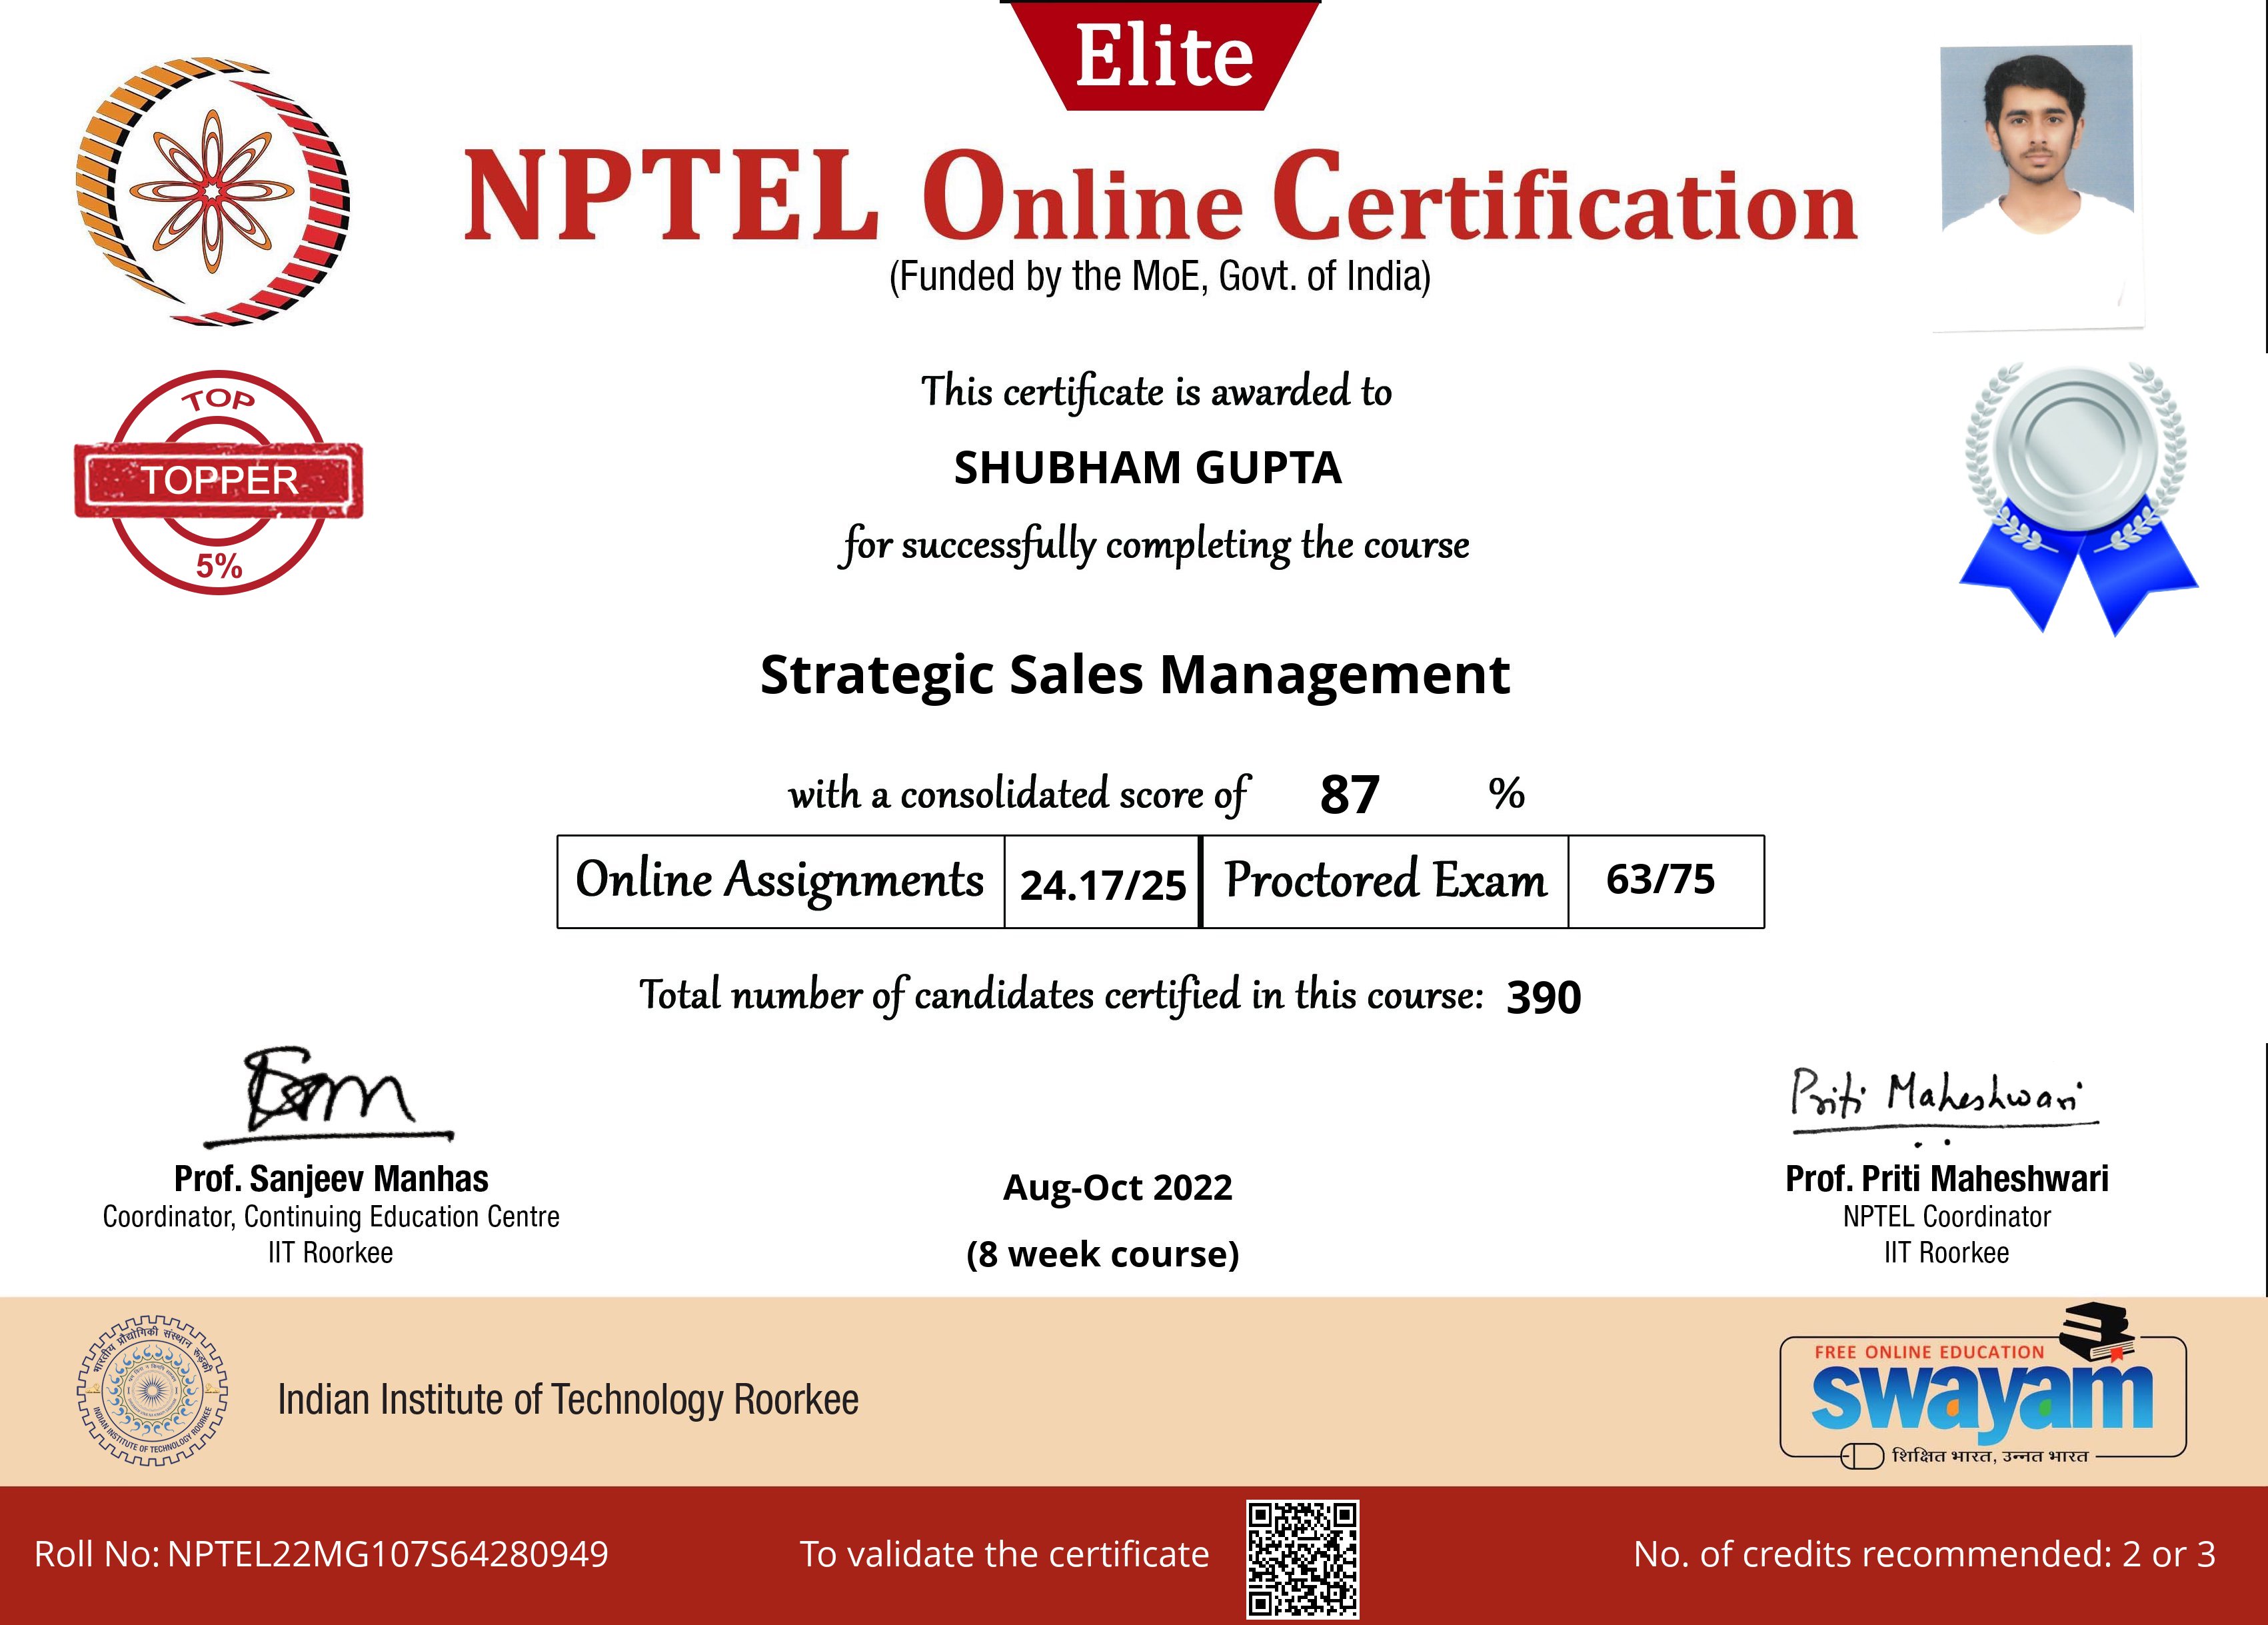 Elite
NPTEL Online Certification
(Funded by the MoE, Govt. of India)
TOP
TOPPER
5%
This certificate is awarded to
SHUBHAM GUPTA
for successfully completing the course
Strategic Sales Management
with a consolidated score of 87 %
Online Assignments 24.17/25 Proctored Exam 63/75
Total number of candidates certified in this course: 390
Priti Maheshwari
Prof. Sanjeev Manhas
Coordinator, Continuing Education Centre
IIT Roorkee
Aug-Oct 2022
(8 week course)
Prof. Priti Maheshwari
NPTEL Coordinator
IIT Roorkee
भारतीय प्रौद्योगिकी संस्थान रूड़की
INDIAN INSTITUTE OF TECHNOLOGY ROORKEE
Indian Institute of Technology Roorkee
FREE ONLINE EDUCATION
swayam
शिक्षित भारत, उन्नत भारत
Roll No: NPTEL22MG107S64280949
To validate the certificate
No. of credits recommended: 2 or 3